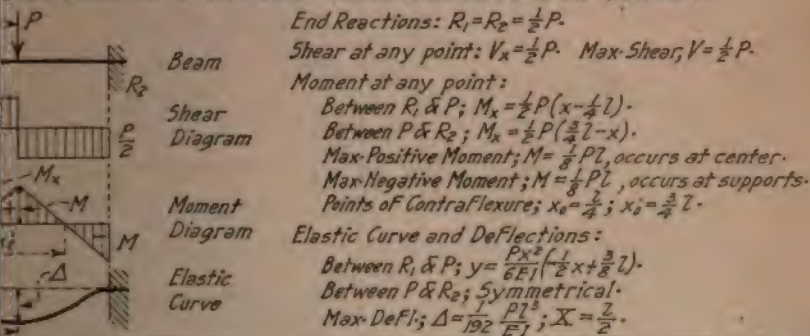 P
End Reactions: R₁=R₂=½P.
Beam
Shear at any point: Vₓ=½P. Max. Shear, V=½P.
R₂
Moment at any point:
Shear
Between R₁ & P; Mₓ=½P(x-¼l).
Diagram
P/2
Between P & R₂; Mₓ=½P(¾l-x).
Max. Positive Moment; M=⅛Pl, occurs at center.
Mₓ
Max. Negative Moment; M=⅛Pl, occurs at supports.
M
Moment
Points of Contraflexure; x₀=l/4; x₀'=¾l.
Diagram
M
Elastic Curve and Deflections:
Δ
Between R₁ & P; y=Px²/6EI(-½x+⅜l).
Elastic
Between P & R₂; Symmetrical.
Curve
Max. Defl.; Δ=1/192 Pl³/EI; X=l/2.